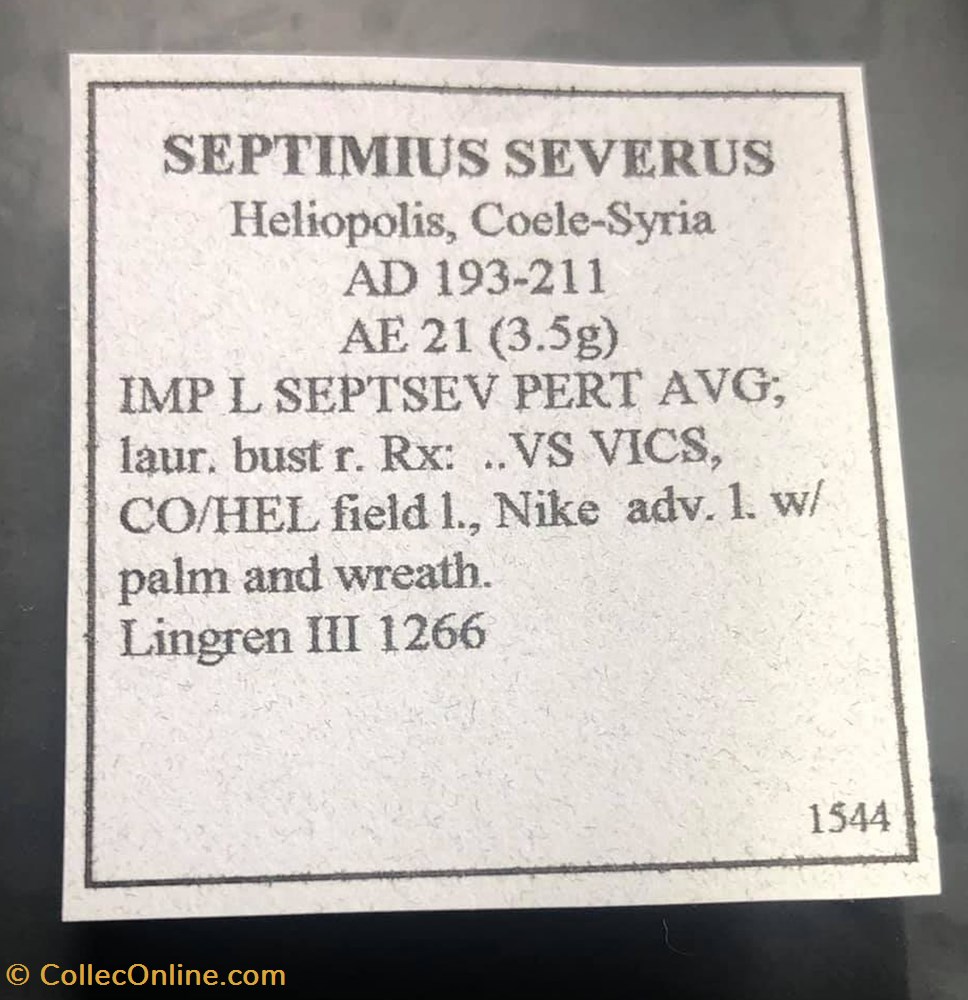 SEPTIMIUS SEVERUS
Heliopolis, Coele-Syria
AD 193-211
AE 21 (3.5g)
IMP L SEPTSEV PERT AVG;
laur. bust r. Rx: ..VS VICS,
CO/HEL field l., Nike adv. l. w/
palm and wreath.
Lingren III 1266
1544
© CollecOnline.com